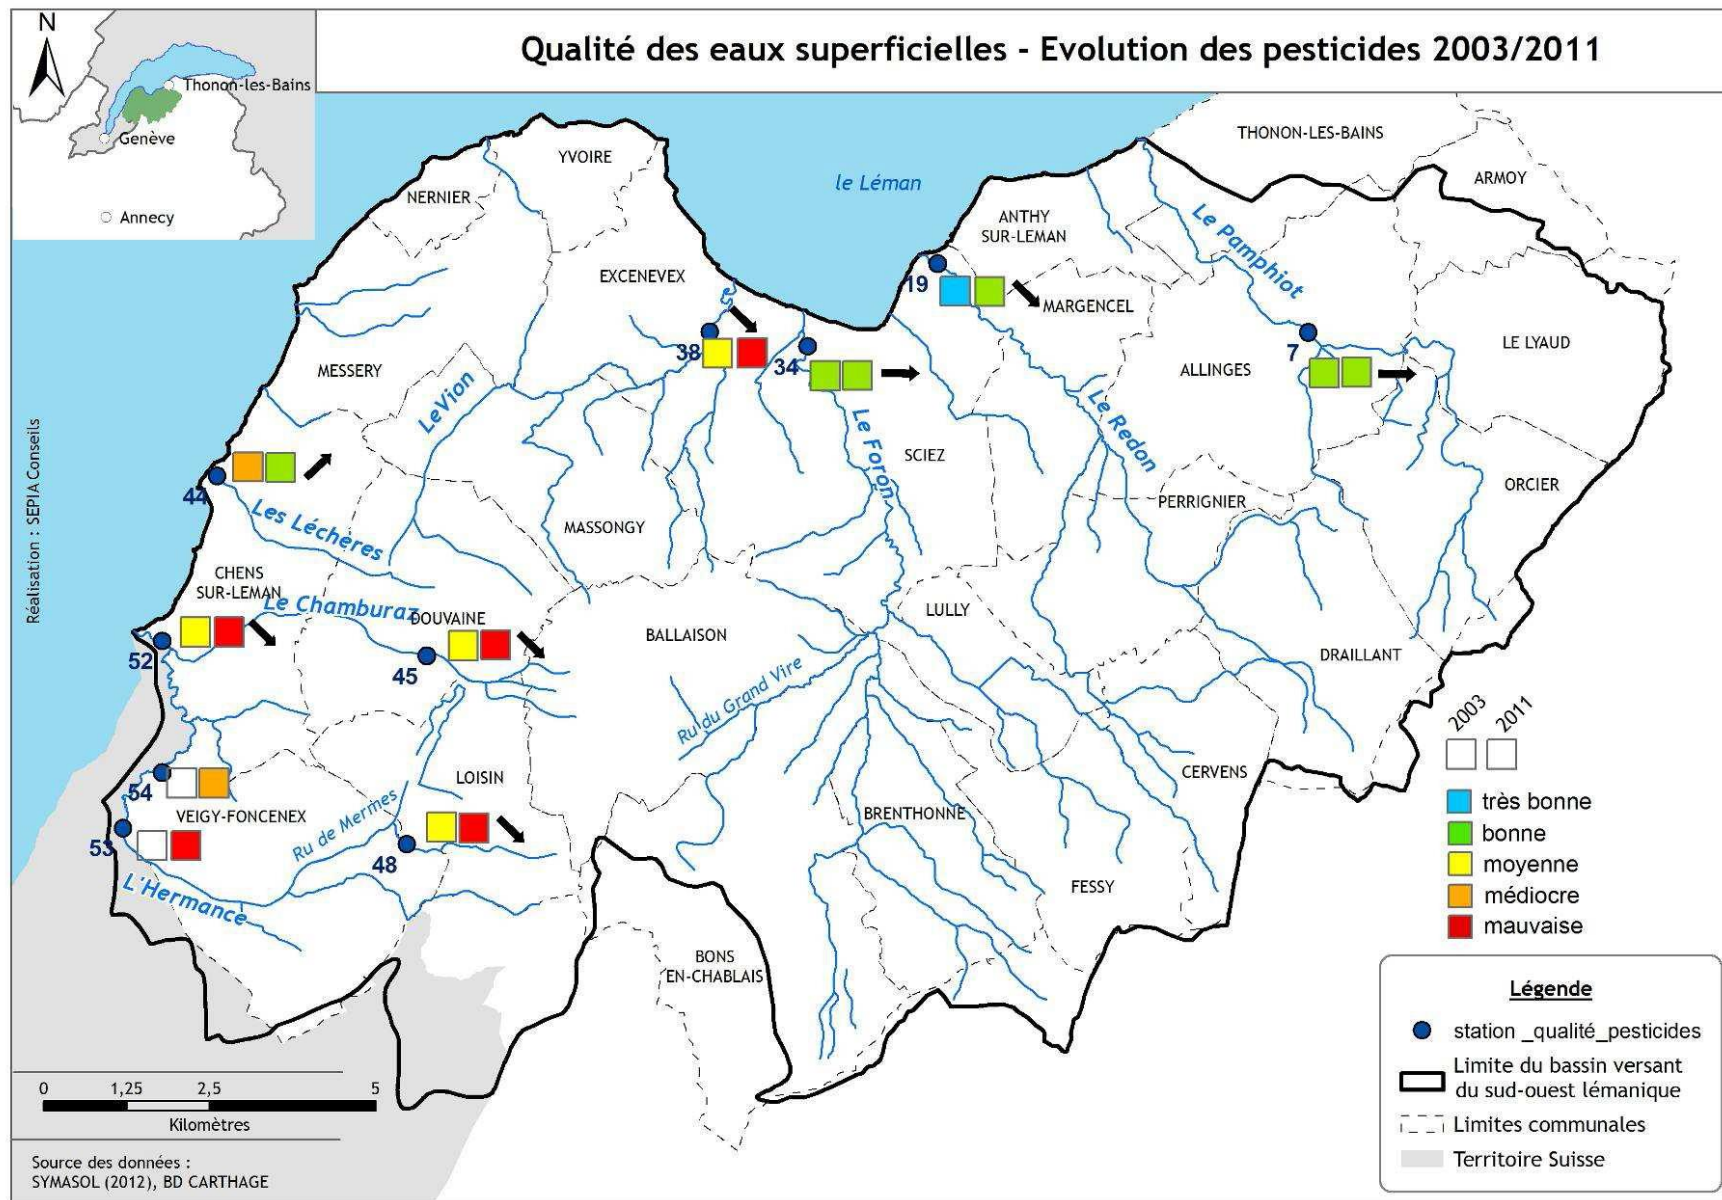 Qualité des eaux superficielles - Evolution des pesticides 2003/2011
N
Thonon-les-Bains
Genève
Annecy
THONON-LES-BAINS
ARMOY
YVOIRE
NERNIER
le Léman
ANTHY
SUR-LEMAN
Le Pamphiot
EXCENEVEX
19
MARGENCEL
38
34
7
LE LYAUD
MESSERY
ALLINGES
LeVion
Le Foron
Le Redon
SCIEZ
44
Les Léchères
MASSONGY
PERRIGNIER
ORCIER
CHENS
SUR-LEMAN
Le Chamburaz
DOUVAINE
LULLY
BALLAISON
52
45
DRAILLANT
Ru du Grand Vire
54
LOISIN
CERVENS
VEIGY-FONCENEX
BRENTHONNE
Ru de Mermes
53
48
L'Hermance
FESSY
BONS
EN-CHABLAIS
Réalisation : SEPIA Conseils
2003
2011
très bonne
bonne
moyenne
médiocre
mauvaise
Légende
station _qualité_pesticides
Limite du bassin versant
du sud-ouest lémanique
Limites communales
Territoire Suisse
0 1,25 2,5 5
Kilomètres
Source des données :
SYMASOL (2012), BD CARTHAGE